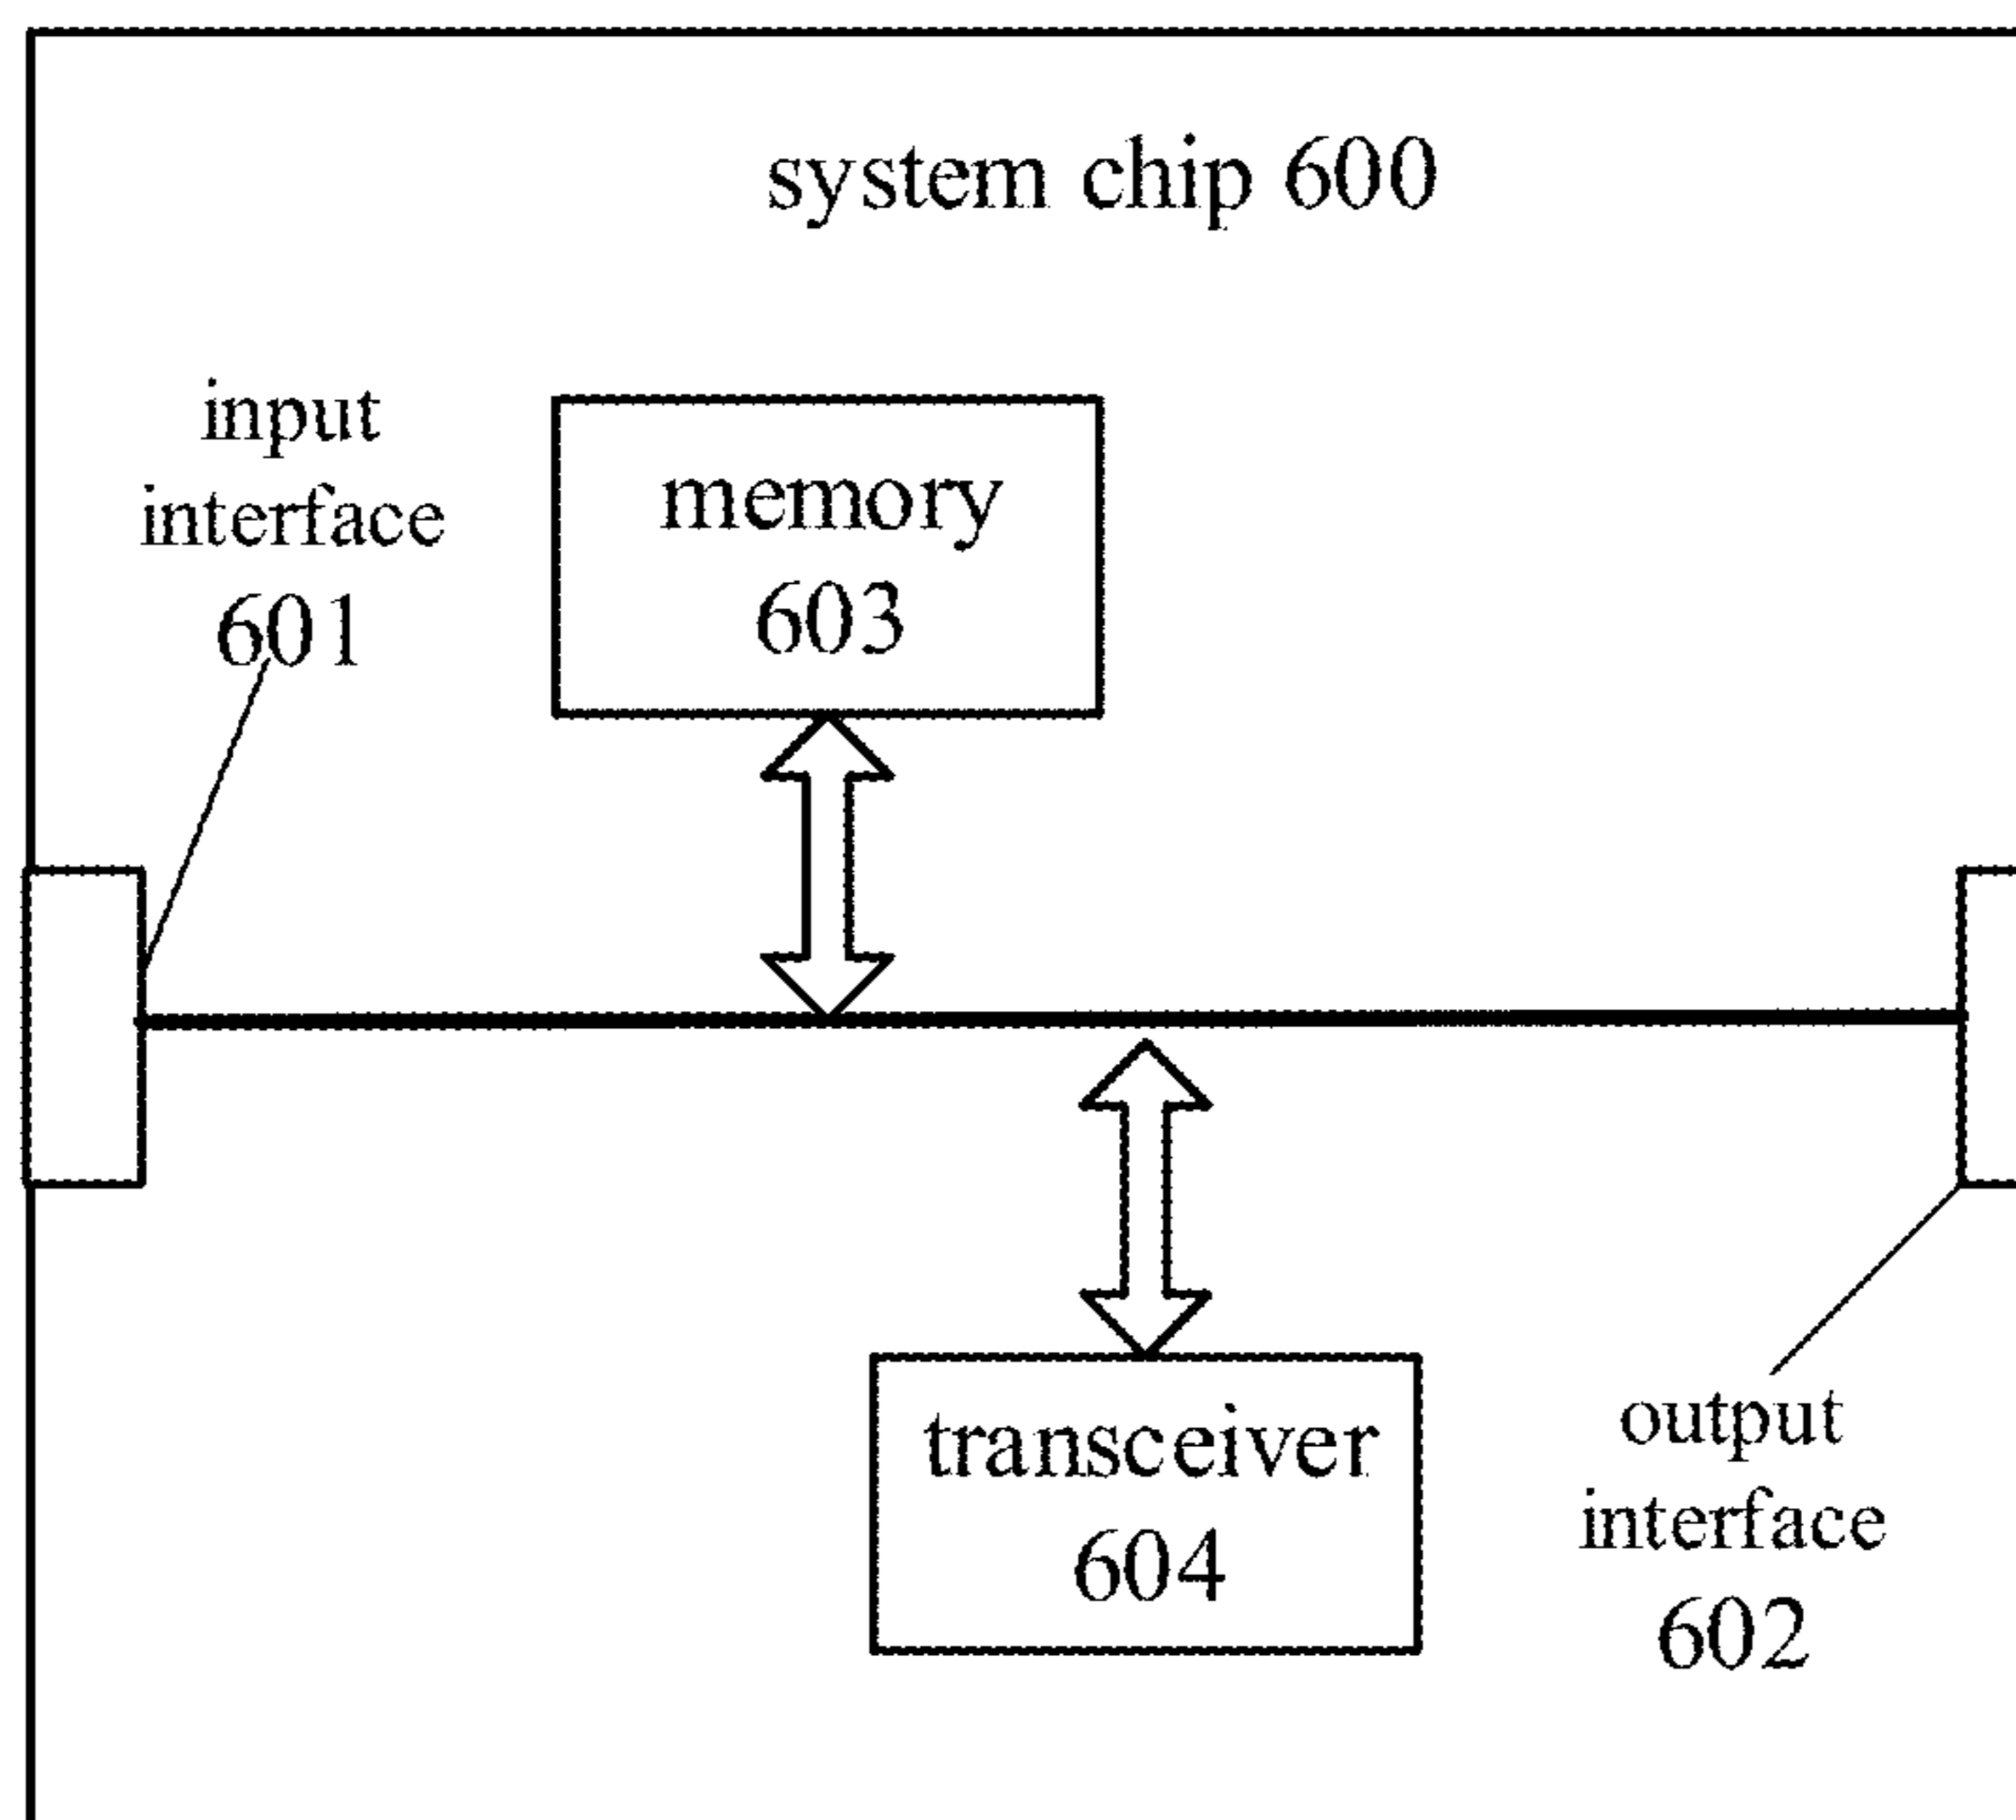 system chip 600
input
interface
601
memory
603
transceiver
604
output
interface
602